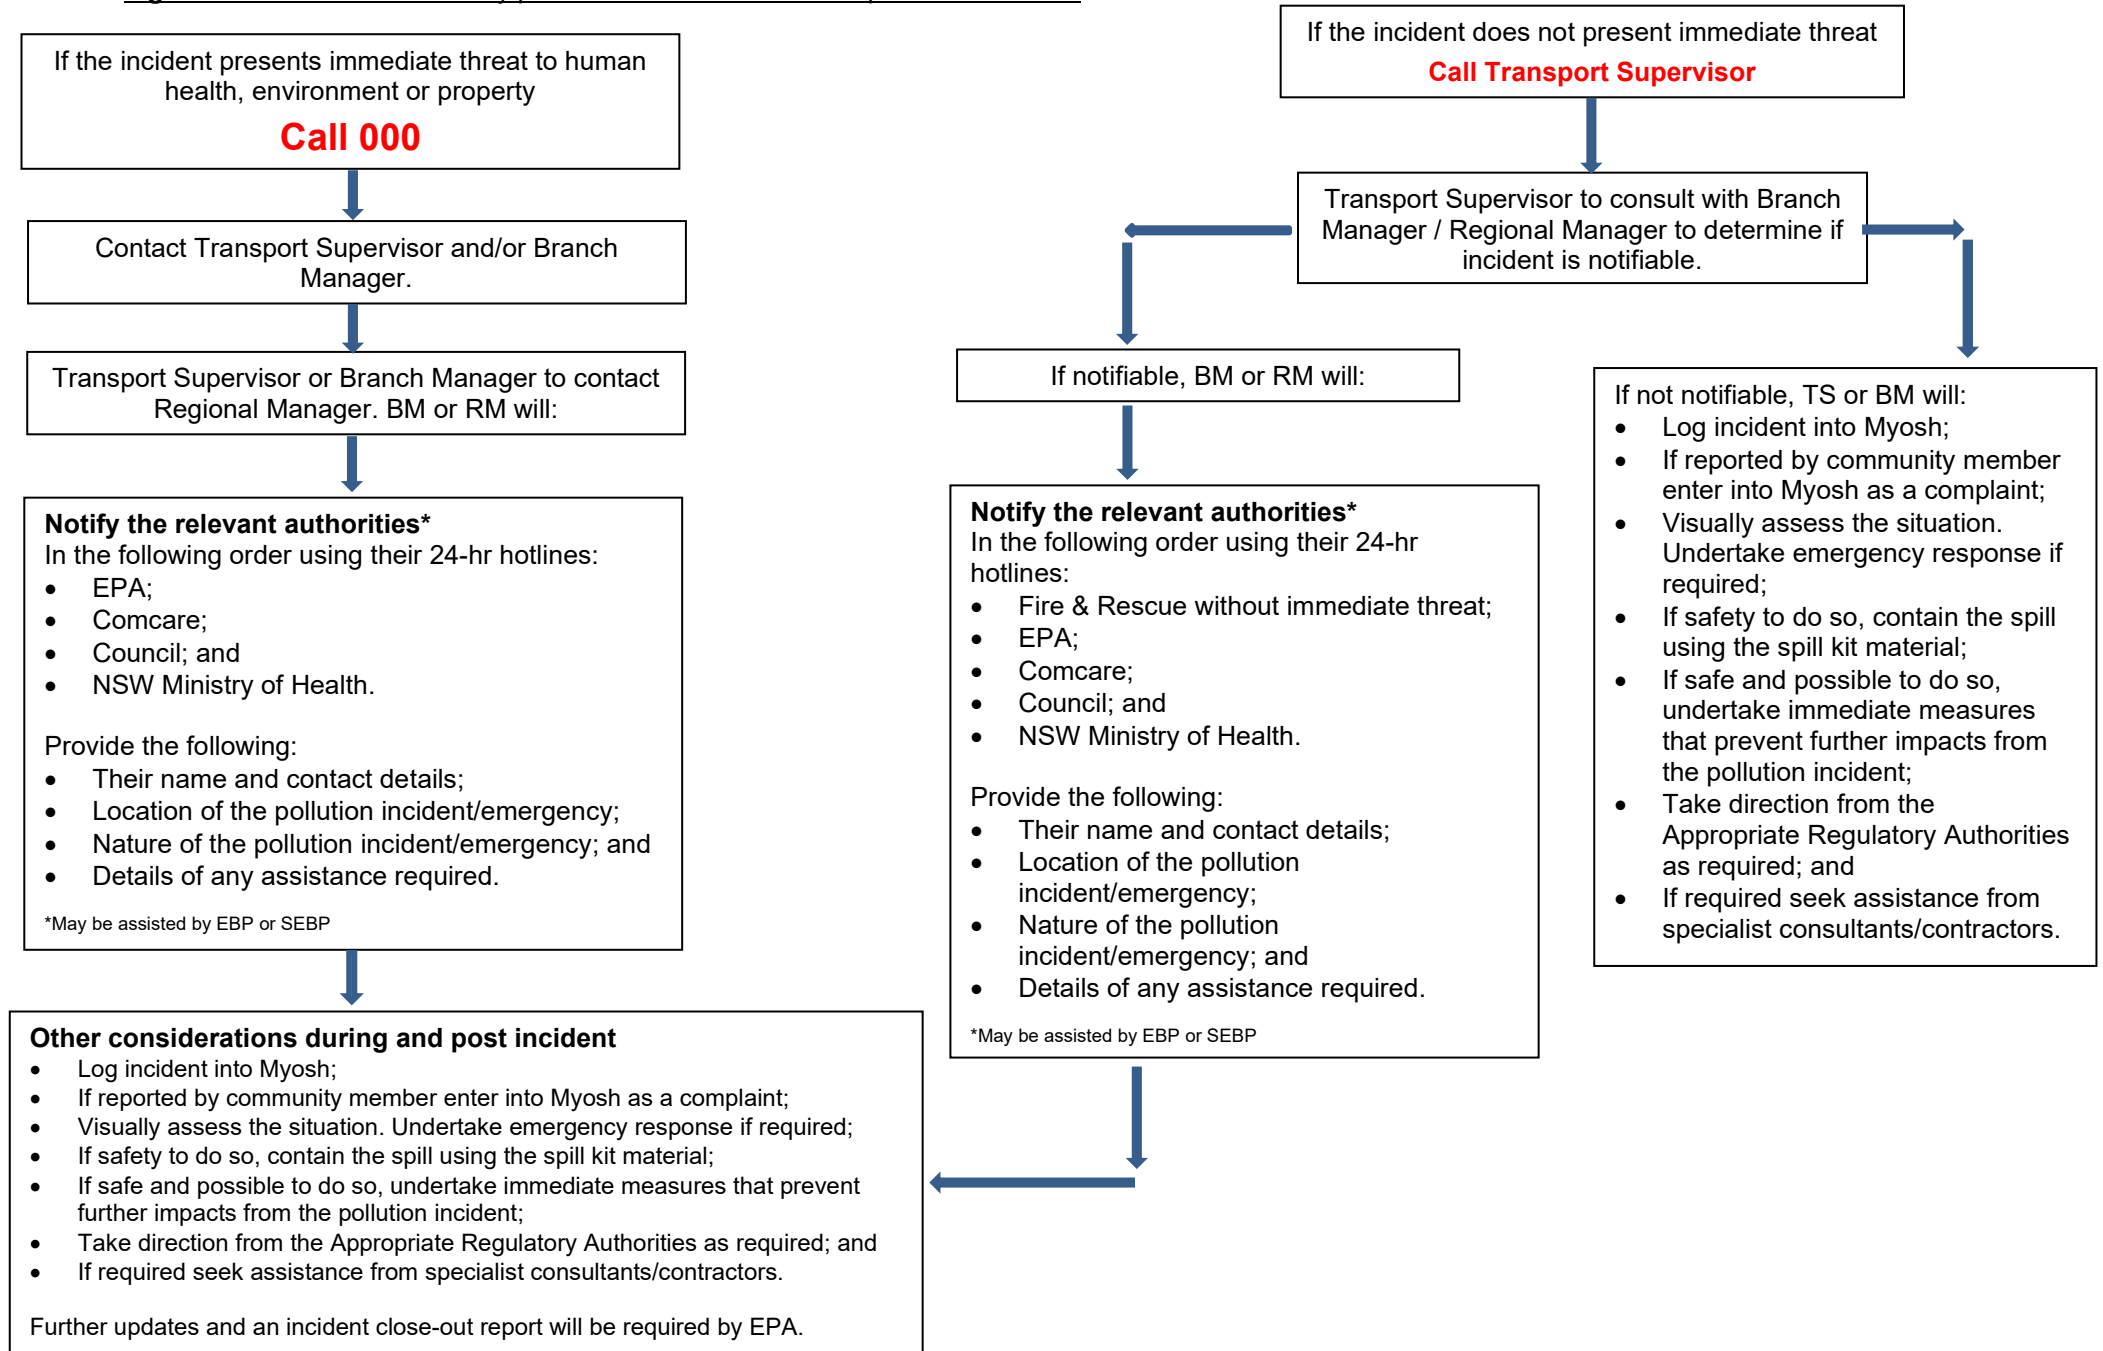 If the incident presents immediate threat to human
health, environment or property
Call 000
Contact Transport Supervisor and/or Branch
Manager.
Transport Supervisor or Branch Manager to contact
Regional Manager. BM or RM will:
Notify the relevant authorities*
In the following order using their 24-hr hotlines:
• EPA;
• Comcare;
• Council; and
• NSW Ministry of Health.
Provide the following:
• Their name and contact details;
• Location of the pollution incident/emergency;
• Nature of the pollution incident/emergency; and
• Details of any assistance required.
*May be assisted by EBP or SEBP
Other considerations during and post incident
• Log incident into Myosh;
• If reported by community member enter into Myosh as a complaint;
• Visually assess the situation. Undertake emergency response if required;
• If safety to do so, contain the spill using the spill kit material;
• If safe and possible to do so, undertake immediate measures that prevent
further impacts from the pollution incident;
• Take direction from the Appropriate Regulatory Authorities as required; and
• If required seek assistance from specialist consultants/contractors.
Further updates and an incident close-out report will be required by EPA.
If the incident does not present immediate threat
Call Transport Supervisor
Transport Supervisor to consult with Branch
Manager / Regional Manager to determine if
incident is notifiable.
If notifiable, BM or RM will:
Notify the relevant authorities*
In the following order using their 24-hr
hotlines:
• Fire & Rescue without immediate threat;
• EPA;
• Comcare;
• Council; and
• NSW Ministry of Health.
Provide the following:
• Their name and contact details;
• Location of the pollution
incident/emergency;
• Nature of the pollution
incident/emergency; and
• Details of any assistance required.
*May be assisted by EBP or SEBP
If not notifiable, TS or BM will:
• Log incident into Myosh;
• If reported by community member
enter into Myosh as a complaint;
• Visually assess the situation.
Undertake emergency response if
required;
• If safety to do so, contain the spill
using the spill kit material;
• If safe and possible to do so,
undertake immediate measures
that prevent further impacts from
the pollution incident;
• Take direction from the
Appropriate Regulatory Authorities
as required; and
• If required seek assistance from
specialist consultants/contractors.